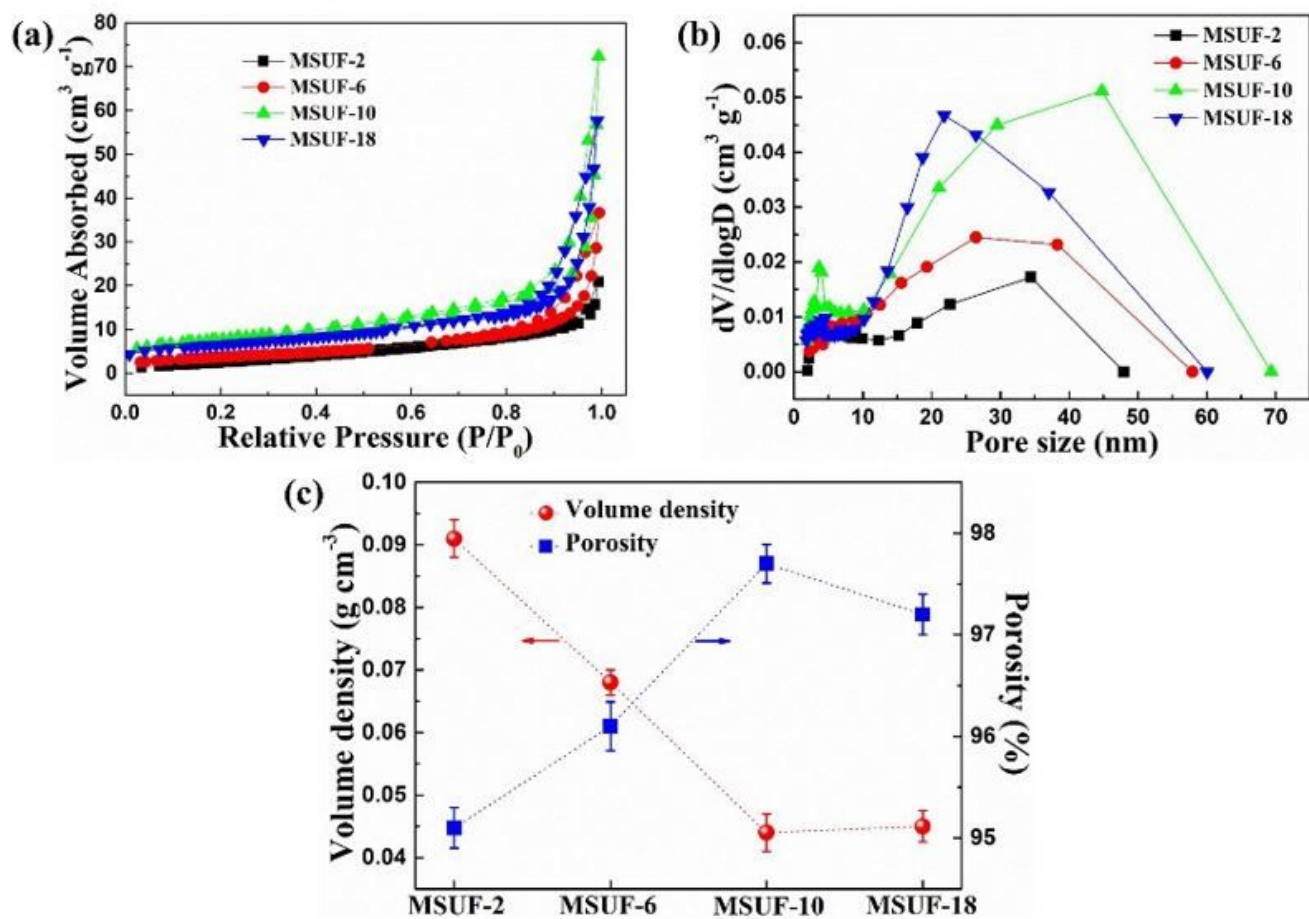 (a)
80
70
60
50
40
30
20
10
0
Volume Absorbed (cm³ g⁻¹)
MSUF-2
MSUF-6
MSUF-10
MSUF-18
0.0 0.2 0.4 0.6 0.8 1.0
Relative Pressure (P/P₀)
(b)
0.06
0.05
0.04
0.03
0.02
0.01
0.00
dV/dlogD (cm³ g⁻¹)
MSUF-2
MSUF-6
MSUF-10
MSUF-18
0 10 20 30 40 50 60 70
Pore size (nm)
(c)
0.10
0.09
0.08
0.07
0.06
0.05
0.04
Volume density (g cm⁻³)
Volume density
Porosity
98
97
96
95
Porosity (%)
MSUF-2 MSUF-6 MSUF-10 MSUF-18